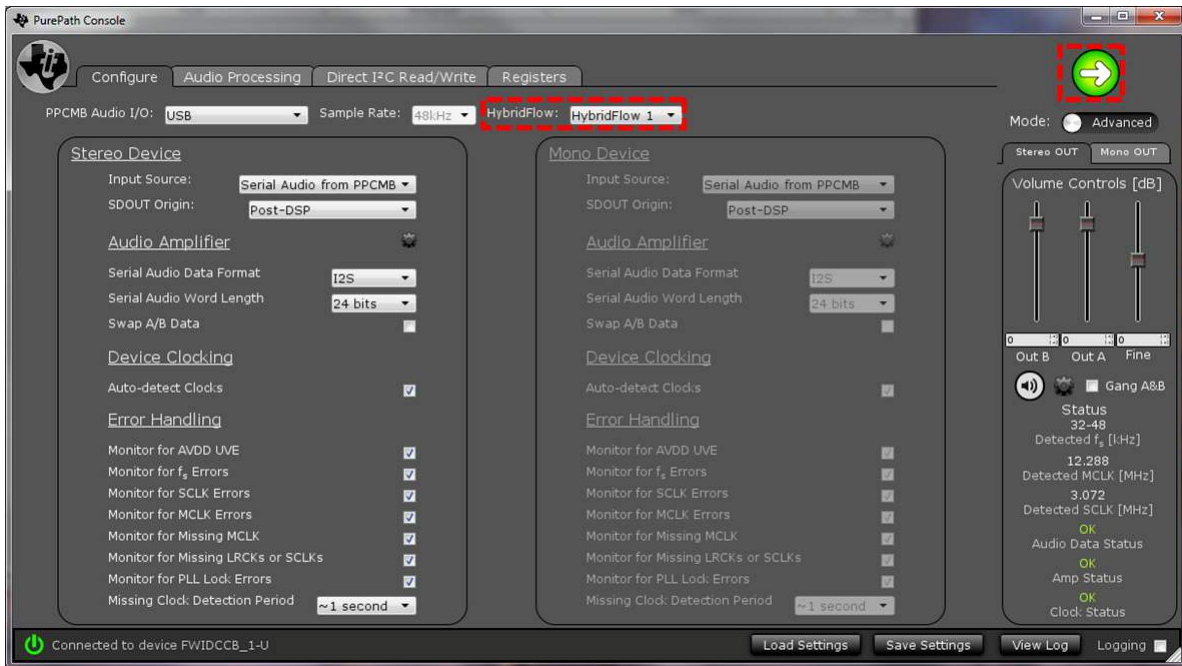 PurePath Console
Configure Audio Processing Direct I²C Read/Write Registers
PPCMB Audio I/O: USB Sample Rate: 48kHz HybridFlow: HybridFlow 1
Mode: Advanced
Stereo Device
Input Source: Serial Audio from PPCMB
SDOUT Origin: Post-DSP
Audio Amplifier
Serial Audio Data Format I2S
Serial Audio Word Length 24 bits
Swap A/B Data
Device Clocking
Auto-detect Clocks
Error Handling
Monitor for AVDD UVE
Monitor for fs Errors
Monitor for SCLK Errors
Monitor for MCLK Errors
Monitor for Missing MCLK
Monitor for Missing LRCKs or SCLKs
Monitor for PLL Lock Errors
Missing Clock Detection Period ~1 second
Mono Device
Input Source: Serial Audio from PPCMB
SDOUT Origin: Post-DSP
Audio Amplifier
Serial Audio Data Format I2S
Serial Audio Word Length 24 bits
Swap A/B Data
Device Clocking
Auto-detect Clocks
Error Handling
Monitor for AVDD UVE
Monitor for fs Errors
Monitor for SCLK Errors
Monitor for MCLK Errors
Monitor for Missing MCLK
Monitor for Missing LRCKs or SCLKs
Monitor for PLL Lock Errors
Missing Clock Detection Period ~1 second
Stereo OUT Mono OUT
Volume Controls [dB]
0 0 0
Out B Out A Fine
Gang A&B
Status
32-48
Detected fs [kHz]
12.288
Detected MCLK [MHz]
3.072
Detected SCLK [MHz]
OK
Audio Data Status
OK
Amp Status
OK
Clock Status
Connected to device FWIDCCB_1-U Load Settings Save Settings View Log Logging